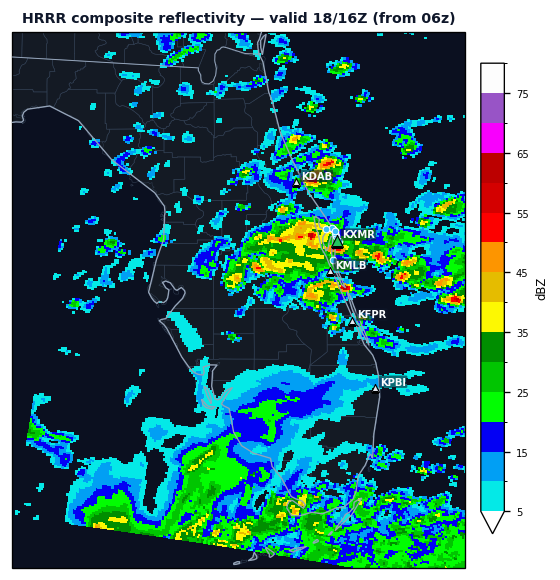 HRRR composite reflectivity — valid 18/16Z (from 06z)
KDAB
KXMR
KMLB
KFPR
KPBI
75
65
55
45
35
25
15
5
dBZ